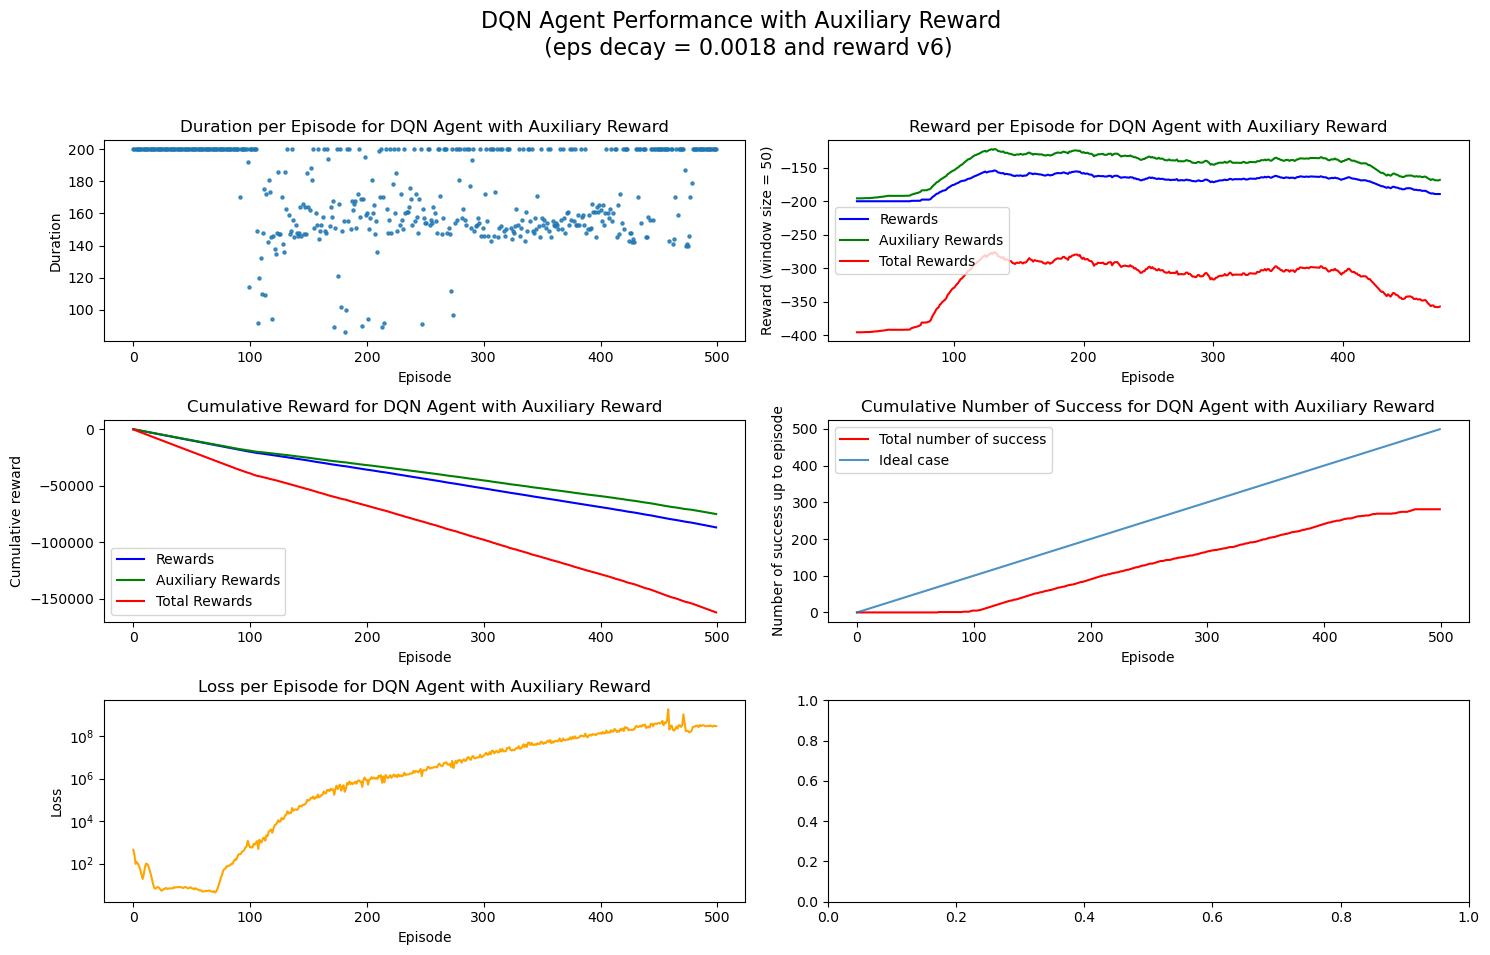 DQN Agent Performance with Auxiliary Reward
(eps decay = 0.0018 and reward v6)
Duration per Episode for DQN Agent with Auxiliary Reward
200
180
160
140
120
100
Duration
0 100 200 300 400 500
Episode
Reward per Episode for DQN Agent with Auxiliary Reward
−150
−200
−250
−300
−350
−400
Reward (window size = 50)
Rewards
Auxiliary Rewards
Total Rewards
100 200 300 400
Episode
Cumulative Reward for DQN Agent with Auxiliary Reward
0
−50000
−100000
−150000
Cumulative reward
Rewards
Auxiliary Rewards
Total Rewards
0 100 200 300 400 500
Episode
Cumulative Number of Success for DQN Agent with Auxiliary Reward
500
400
300
200
100
0
Number of success up to episode
Total number of success
Ideal case
0 100 200 300 400 500
Episode
Loss per Episode for DQN Agent with Auxiliary Reward
10⁸
10⁶
10⁴
10²
Loss
0 100 200 300 400 500
Episode
1.0
0.8
0.6
0.4
0.2
0.0
0.0 0.2 0.4 0.6 0.8 1.0